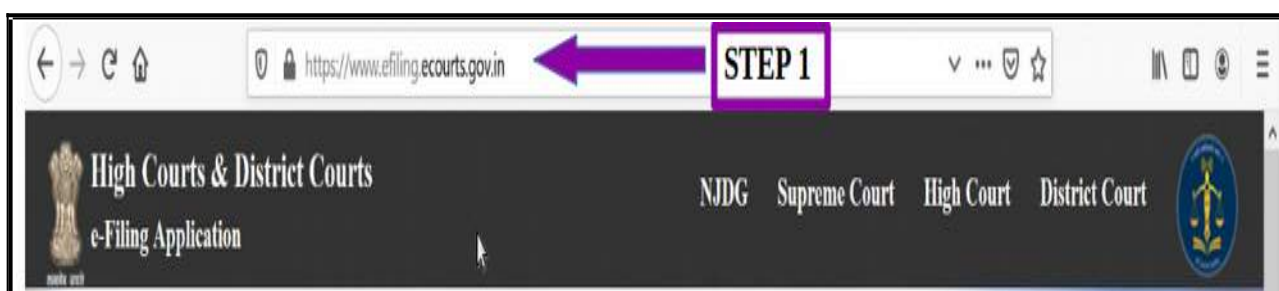 https://www.efiling.ecourts.gov.in
STEP 1
High Courts & District Courts
e-Filing Application
NJDG Supreme Court High Court District Court